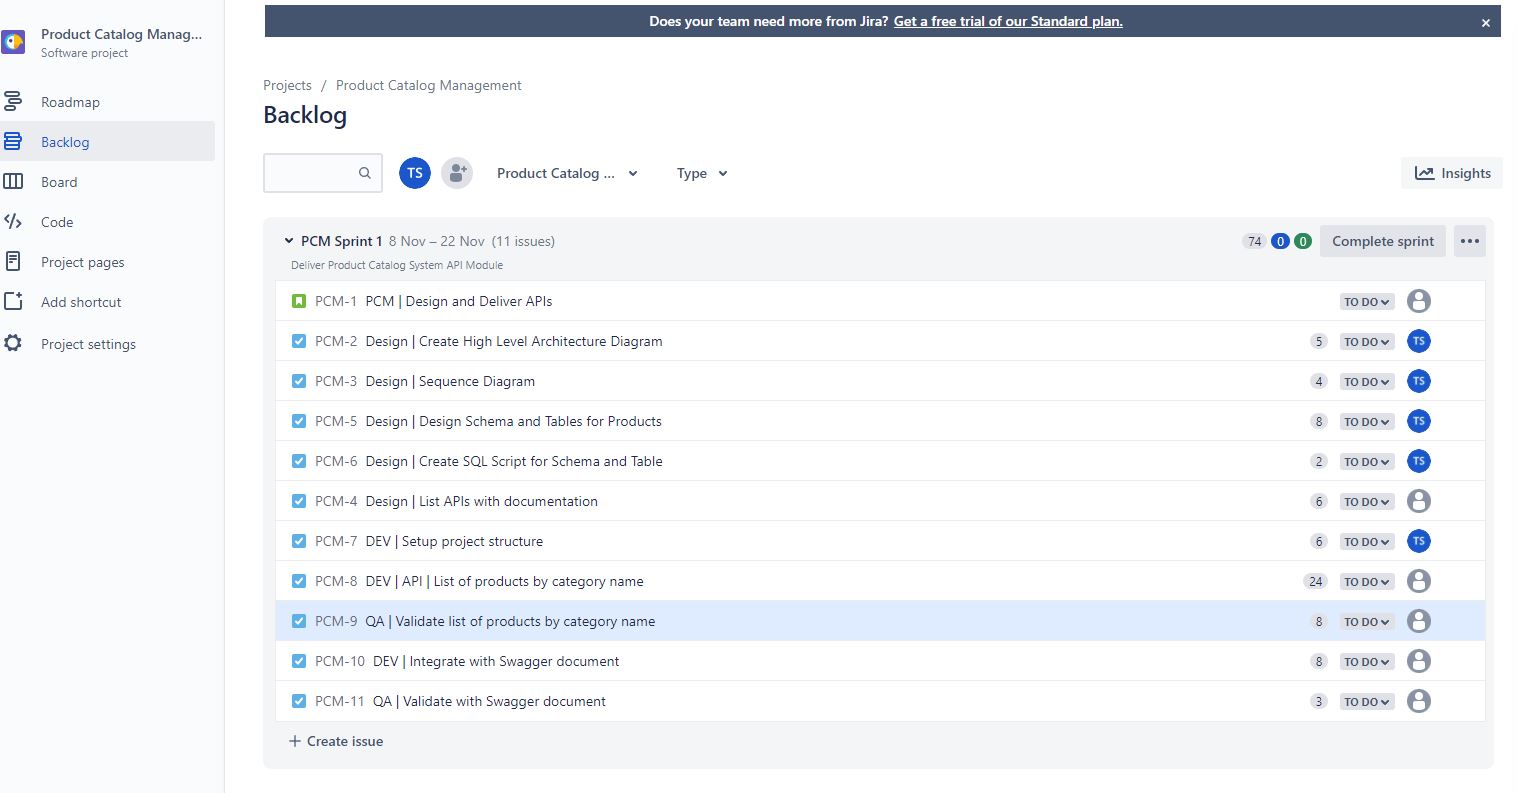 Does your team need more from Jira? Get a free trial of our Standard plan. ×
Product Catalog Manag...
Software project
Roadmap
Backlog
Board
Code
Project pages
Add shortcut
Project settings
Projects / Product Catalog Management
Backlog
TS Product Catalog ... Type Insights
PCM Sprint 1 8 Nov – 22 Nov (11 issues) 74 0 0 Complete sprint ...
Deliver Product Catalog System API Module
PCM-1 PCM | Design and Deliver APIs TO DO
PCM-2 Design | Create High Level Architecture Diagram 5 TO DO TS
PCM-3 Design | Sequence Diagram 4 TO DO TS
PCM-5 Design | Design Schema and Tables for Products 8 TO DO TS
PCM-6 Design | Create SQL Script for Schema and Table 2 TO DO TS
PCM-4 Design | List APIs with documentation 6 TO DO
PCM-7 DEV | Setup project structure 6 TO DO TS
PCM-8 DEV | API | List of products by category name 24 TO DO
PCM-9 QA | Validate list of products by category name 8 TO DO
PCM-10 DEV | Integrate with Swagger document 8 TO DO
PCM-11 QA | Validate with Swagger document 3 TO DO
+ Create issue